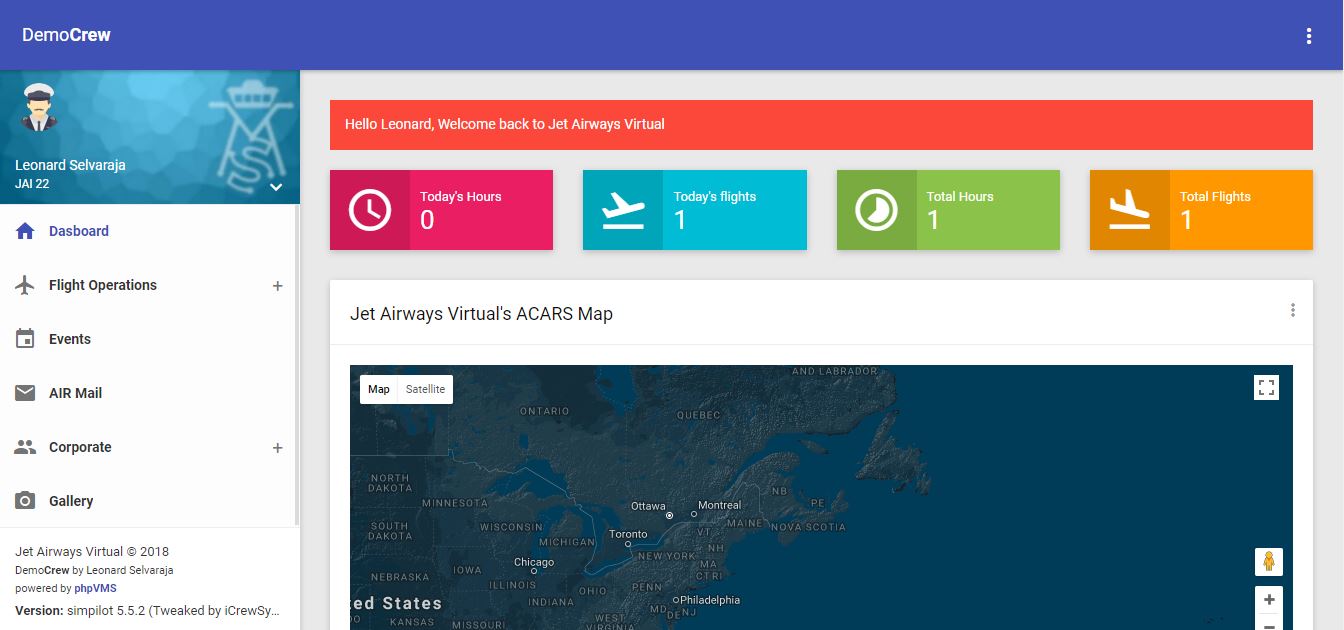 DemoCrew
Leonard Selvaraja
JAI 22
Dasboard
Flight Operations
Events
AIR Mail
Corporate
Gallery
Jet Airways Virtual © 2018
DemoCrew by Leonard Selvaraja
powered by phpVMS
Version: simpilot 5.5.2 (Tweaked by iCrewSy...
Hello Leonard, Welcome back to Jet Airways Virtual
Today's Hours
0
Today's flights
1
Total Hours
1
Total Flights
1
Jet Airways Virtual's ACARS Map
Map
Satellite
AND LABRADOR
ONTARIO
QUEBEC
NORTH
DAKOTA
MINNESOTA
Ottawa
Montreal
NB
PE
SOUTH
DAKOTA
WISCONSIN
MICHIGAN
Toronto
VT
MAINE
NOVA SCOTIA
NH
NEW YORK
MA
CT RI
Chicago
NEBRASKA
IOWA
ILLINOIS
INDIANA
OHIO
PENN
Philadelphia
ed States
MD
DE
NJ
KANSAS
MISSOURI
WEST
VIRGINIA